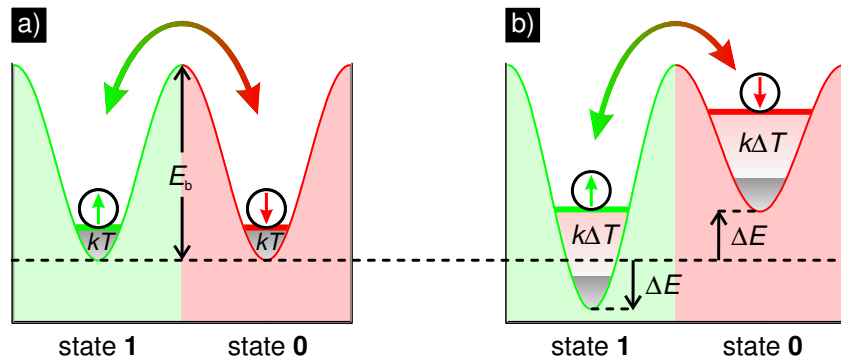 a)
E_b
kT
kT
state 1
state 0
b)
kΔT
kΔT
ΔE
ΔE
state 1
state 0